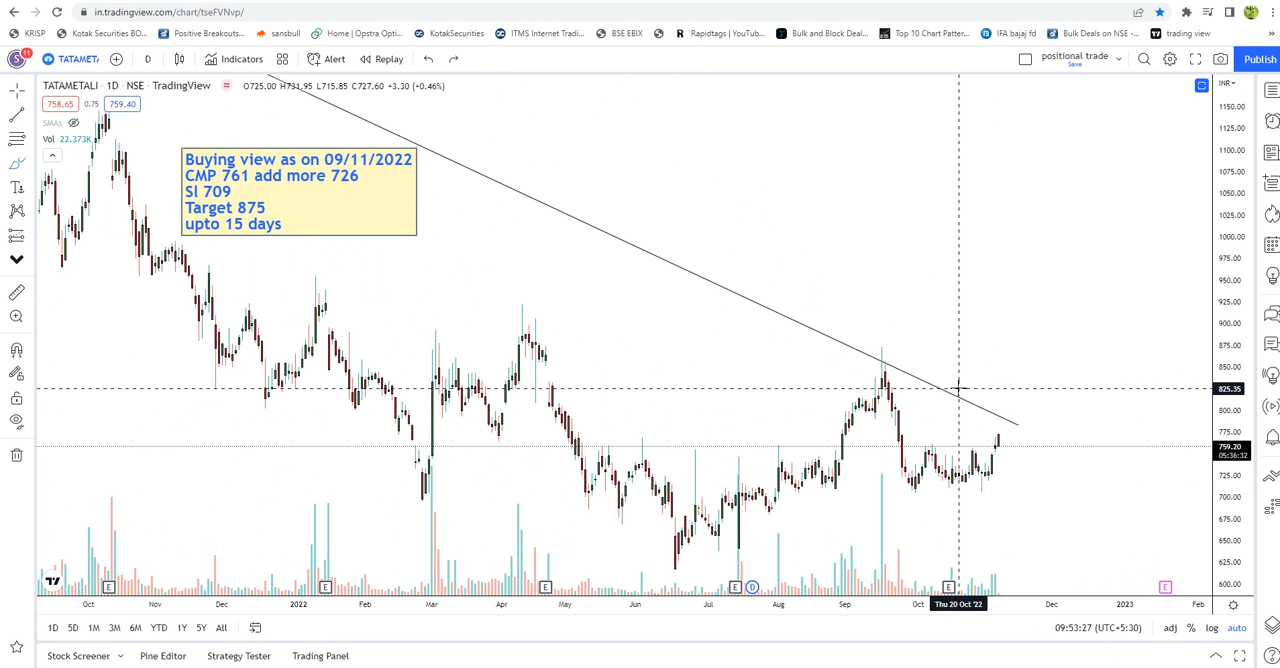 in.tradingview.com/chart/tseFVNvp/
KRISP
Kotak Securities BO...
Positive Breakouts...
sansbull
Home | Opstra Opti...
KotakSecurities
ITMS Internet Tradi...
BSE EBIX
Rapidtags | YouTub...
Bulk and Block Deal...
Top 10 Chart Patter...
IFA bajaj fd
Bulk Deals on NSE -...
trading view
»
S
11
TATAMETA
D
Indicators
Alert
Replay
positional trade
Save
Publish
TATAMETALI · 1D · NSE · TradingView
O725.00 H731.95 L715.85 C727.60 +3.30 (+0.46%)
INR
758.65
0.75
759.40
SMAs
Vol 22.373K
Buying view as on 09/11/2022
CMP 761 add more 726
Sl 709
Target 875
upto 15 days
1150.00
1125.00
1100.00
1075.00
1050.00
1025.00
1000.00
975.00
950.00
925.00
900.00
875.00
850.00
825.35
800.00
775.00
759.20
05:36:32
725.00
700.00
675.00
650.00
625.00
600.00
E
E
E
E
D
E
E
Oct
Nov
Dec
2022
Feb
Mar
Apr
May
Jun
Jul
Aug
Sep
Oct
Thu 20 Oct '22
Dec
2023
Feb
1D
5D
1M
3M
6M
YTD
1Y
5Y
All
09:53:27 (UTC+5:30)
adj
%
log
auto
Stock Screener
Pine Editor
Strategy Tester
Trading Panel